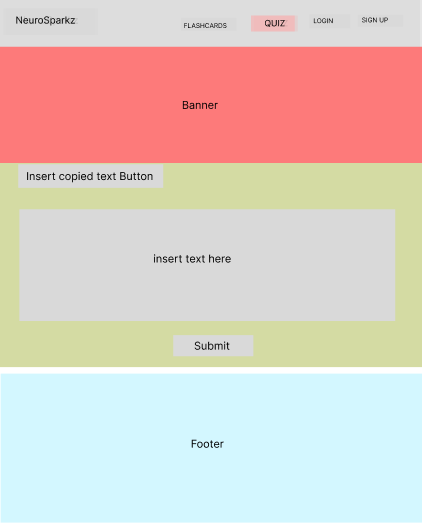 NeuroSparkz
FLASHCARDS
QUIZ
LOGIN
SIGN UP
Banner
Insert copied text Button
insert text here
Submit
Footer